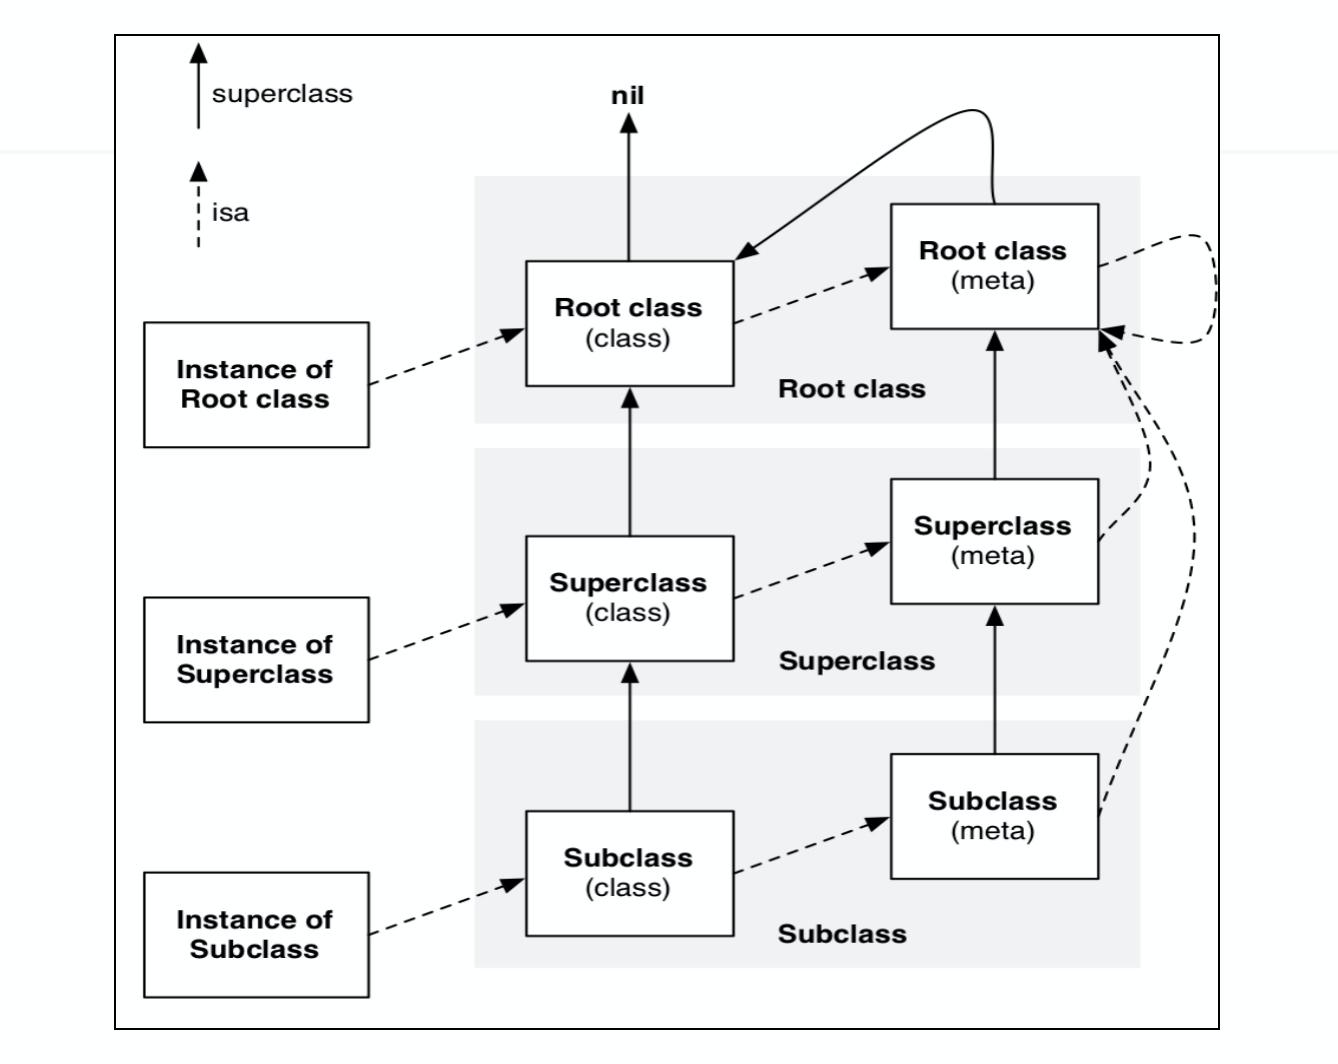 superclass
isa
nil
Root class
(meta)
Root class
(class)
Instance of
Root class
Root class
Superclass
(meta)
Superclass
(class)
Instance of
Superclass
Superclass
Subclass
(meta)
Subclass
(class)
Instance of
Subclass
Subclass